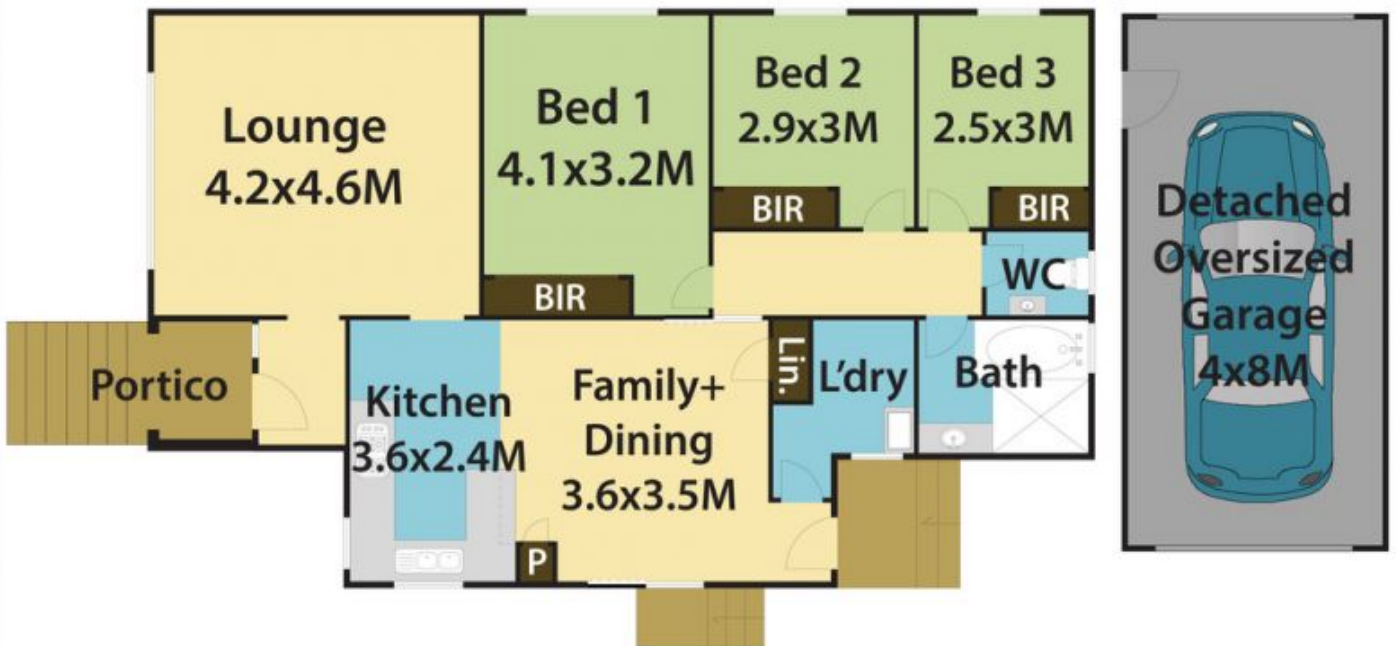 Lounge
4.2x4.6M
Bed 1
4.1x3.2M
BIR
Bed 2
2.9x3M
BIR
Bed 3
2.5x3M
BIR
WC
Portico
Kitchen
3.6x2.4M
P
Family+
Dining
3.6x3.5M
Lin.
L'dry
Bath
Detached
Oversized
Garage
4x8M